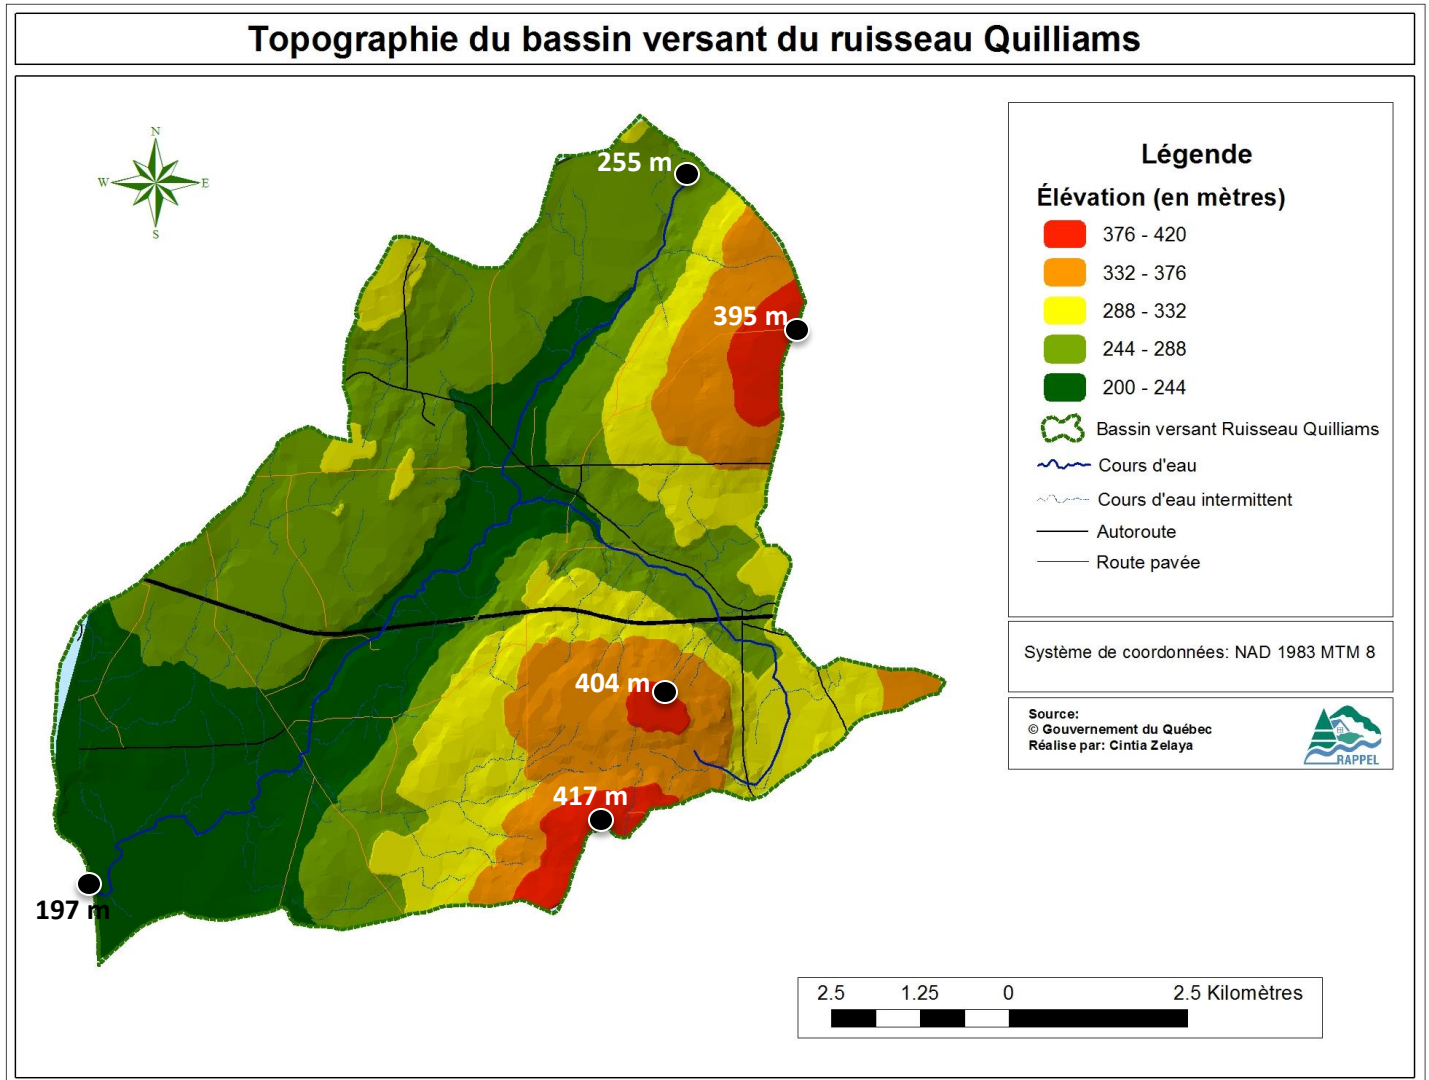 Topographie du bassin versant du ruisseau Quilliams
N
W
E
S
255 m
395 m
404 m
417 m
197 m
Légende
Élévation (en mètres)
376 - 420
332 - 376
288 - 332
244 - 288
200 - 244
Bassin versant Ruisseau Quilliams
Cours d'eau
Cours d'eau intermittent
Autoroute
Route pavée
Système de coordonnées: NAD 1983 MTM 8
Source:
© Gouvernement du Québec
Réalise par: Cintia Zelaya
RAPPEL
2.5 1.25 0 2.5 Kilomètres